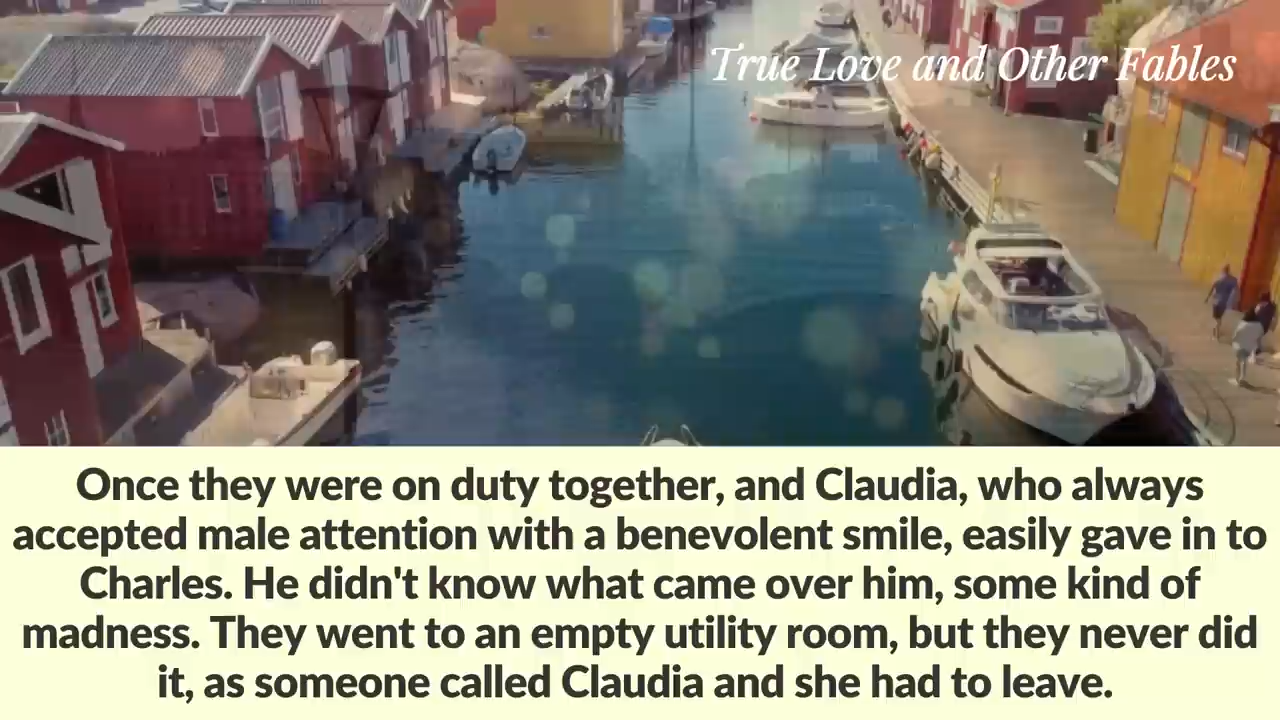 True Love and Other Fables
Once they were on duty together, and Claudia, who always
accepted male attention with a benevolent smile, easily gave in to
Charles. He didn't know what came over him, some kind of
madness. They went to an empty utility room, but they never did
it, as someone called Claudia and she had to leave.